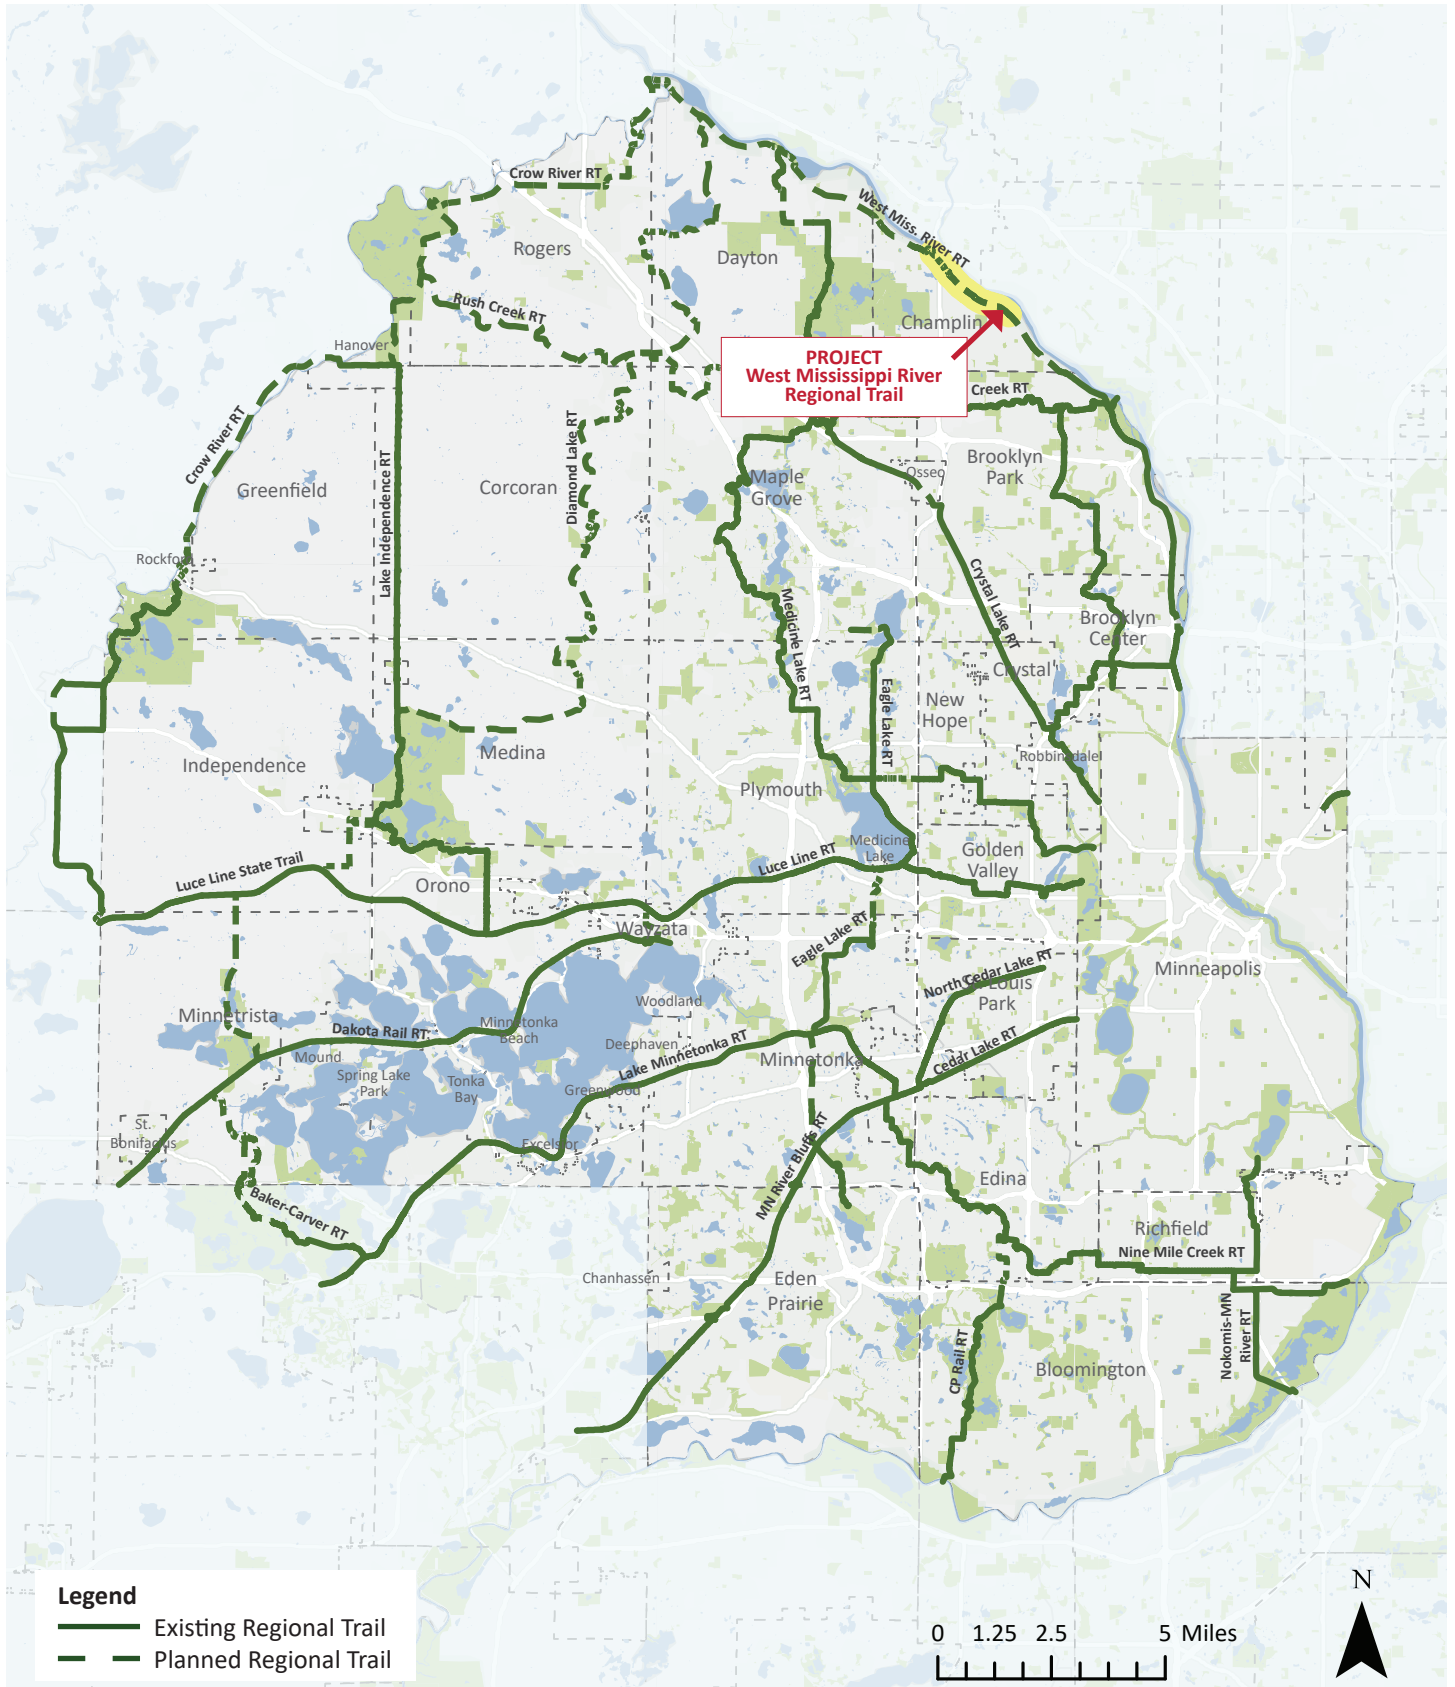 Crow River RT
West Miss. River RT
Rogers
Dayton
Rush Creek RT
Champlin
Hanover
PROJECT
West Mississippi River
Regional Trail
Creek RT
Crow River RT
Diamond Lake RT
Lake Independence RT
Greenfield
Corcoran
Maple
Grove
Osseo
Brooklyn
Park
Rockford
Crystal Lake RT
Medicine Lake RT
Brooklyn
Center
Crystal
Eagle Lake RT
New
Hope
Independence
Medina
Robbinsdale
Plymouth
Medicine
Lake
Golden
Valley
Luce Line State Trail
Luce Line RT
Orono
Wayzata
Eagle Lake RT
North Cedar Lake RT
Louis
Park
Minneapolis
Woodland
Minnetrista
Dakota Rail RT
Minnetonka
Beach
Deephaven
Lake Minnetonka RT
Minnetonka
Cedar Lake RT
Mound
Spring Lake
Park
Tonka
Bay
Greenwood
St.
Bonifacius
Excelsior
MN River Bluffs RT
Edina
Baker-Carver RT
Richfield
Nine Mile Creek RT
Chanhassen
Eden
Prairie
Nokomis-MN
River RT
CP Rail RT
Bloomington
Legend
Existing Regional Trail
Planned Regional Trail
0 1.25 2.5 5 Miles
N